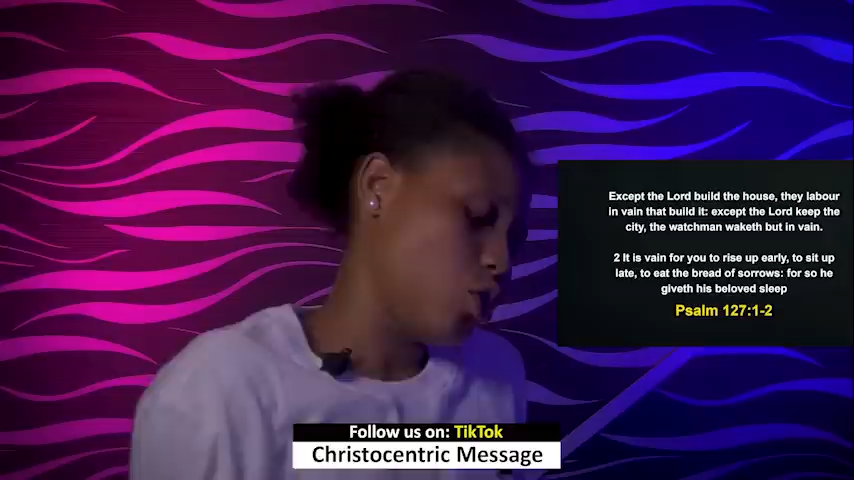 Except the Lord build the house, they labour
in vain that build it: except the Lord keep the
city, the watchman waketh but in vain.
2 It is vain for you to rise up early, to sit up
late, to eat the bread of sorrows: for so he
giveth his beloved sleep
Psalm 127:1-2
Follow us on: TikTok
Christocentric Message